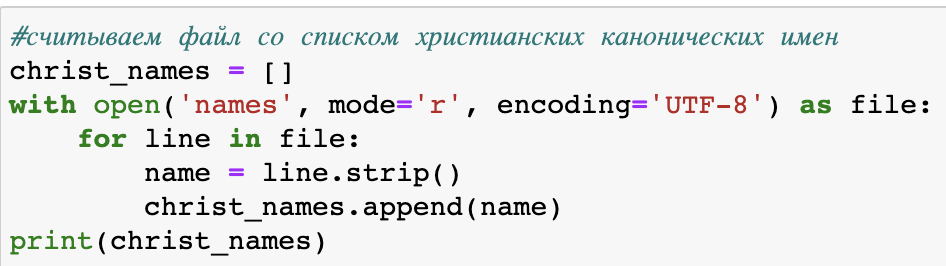 #считываем файл со списком христианских канонических имен
christ_names = []
with open('names', mode='r', encoding='UTF-8') as file:
    for line in file:
        name = line.strip()
        christ_names.append(name)
print(christ_names)